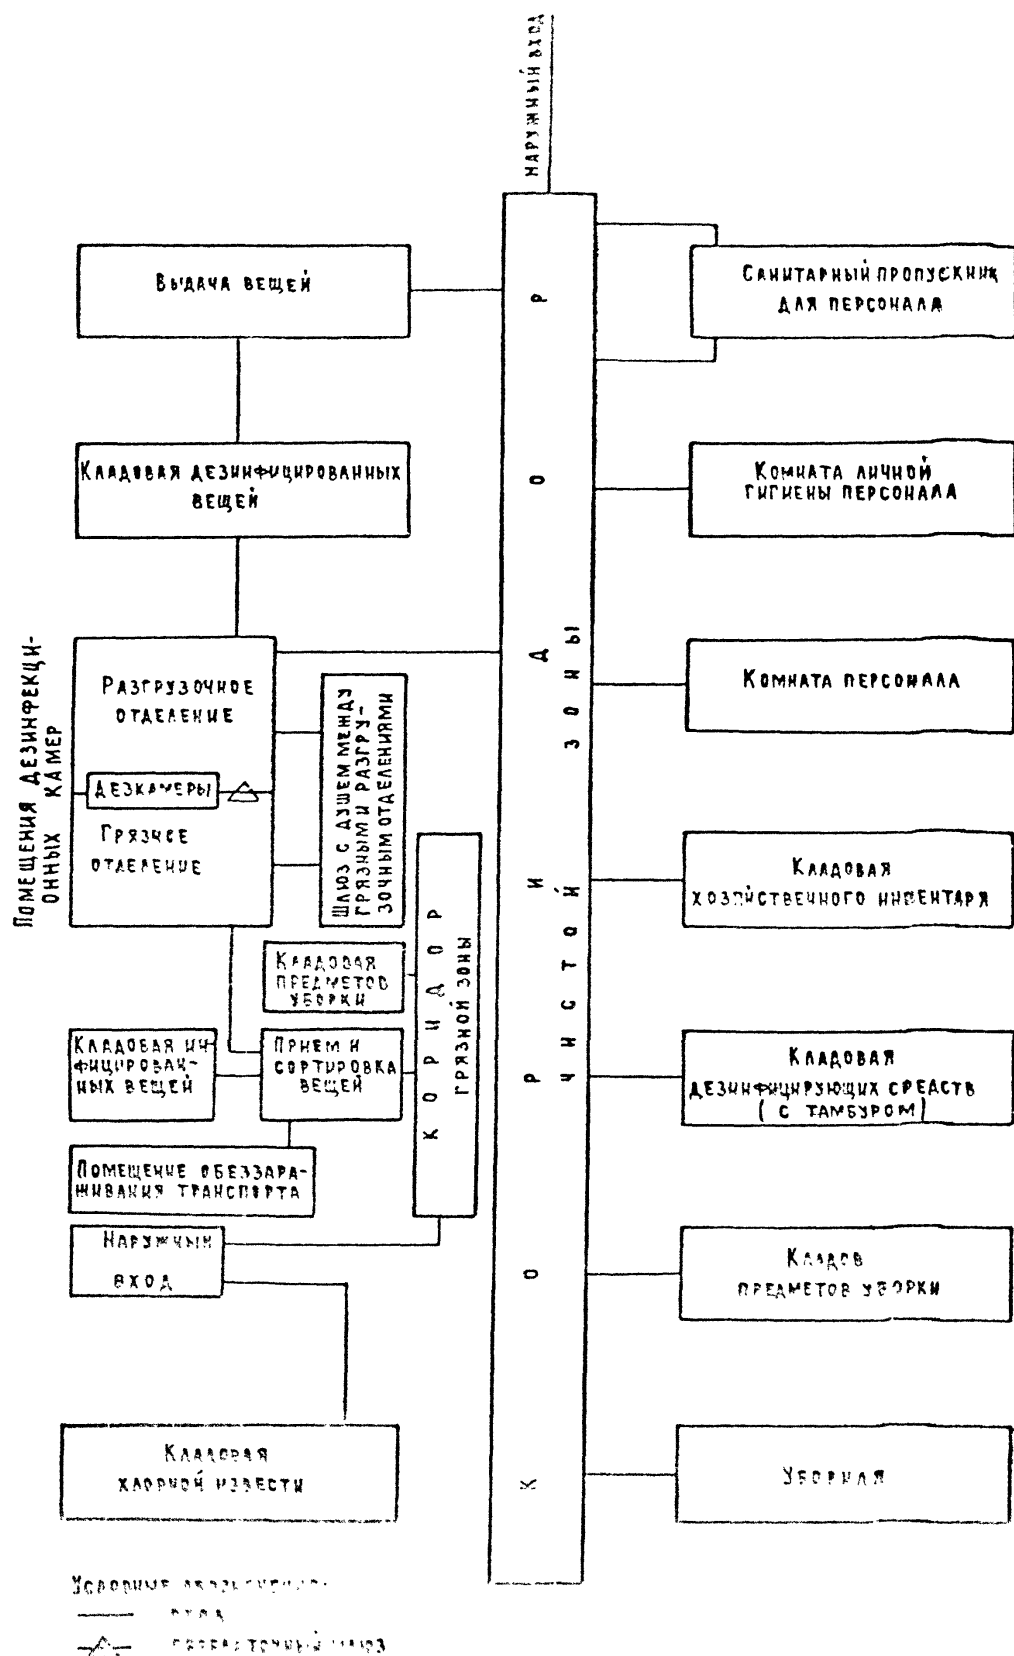 НАРУЖНЫЙ ВХОД
ВЫДАЧА ВЕЩЕЙ
САНИТАРНЫЙ ПРОПУСКНИК
ДЛЯ ПЕРСОНАЛА
КЛАДОВАЯ ДЕЗИНФИЦИРОВАННЫХ
ВЕЩЕЙ
КОМНАТА ЛИЧНОЙ
ГИГИЕНЫ ПЕРСОНАЛА
ПОМЕЩЕНИЯ ДЕЗИНФЕКЦИ-
ОННЫХ КАМЕР
РАЗГРУЗОЧНОЕ
ОТДЕЛЕНИЕ
ДЕЗКАМЕРЫ
ГРЯЗНОЕ
ОТДЕЛЕНИЕ
ШЛЮЗ С ДУШЕМ МЕЖДУ
ГРЯЗНЫМ И РАЗГРУ-
ЗОЧНЫМ ОТДЕЛЕНИЯМИ
КОРИДОР
ЧИСТОЙ ЗОНЫ
КОМНАТА ПЕРСОНАЛА
КЛАДОВАЯ
ХОЗЯЙСТВЕННОГО ИНВЕНТАРЯ
КЛАДОВАЯ
ПРЕДМЕТОВ
УБОРКИ
КОРИДОР
ГРЯЗНОЙ ЗОНЫ
КЛАДОВАЯ ИН-
ФИЦИРОВАН-
НЫХ ВЕЩЕЙ
ПРИЕМ И
СОРТИРОВКА
ВЕЩЕЙ
КЛАДОВАЯ
ДЕЗИНФИЦИРУЮЩИХ СРЕДСТВ
(С ТАМБУРОМ)
ПОМЕЩЕНИЕ ОБЕЗЗАРА-
ЖИВАНИЯ ТРАНСПОРТА
НАРУЖНЫЙ
ВХОД
КЛАДОВ
ПРЕДМЕТОВ УБОРКИ
КЛАДОВАЯ
ХЛОРНОЙ ИЗВЕСТИ
УБОРНАЯ
УСЛОВНЫЕ
ШЛЮЗ